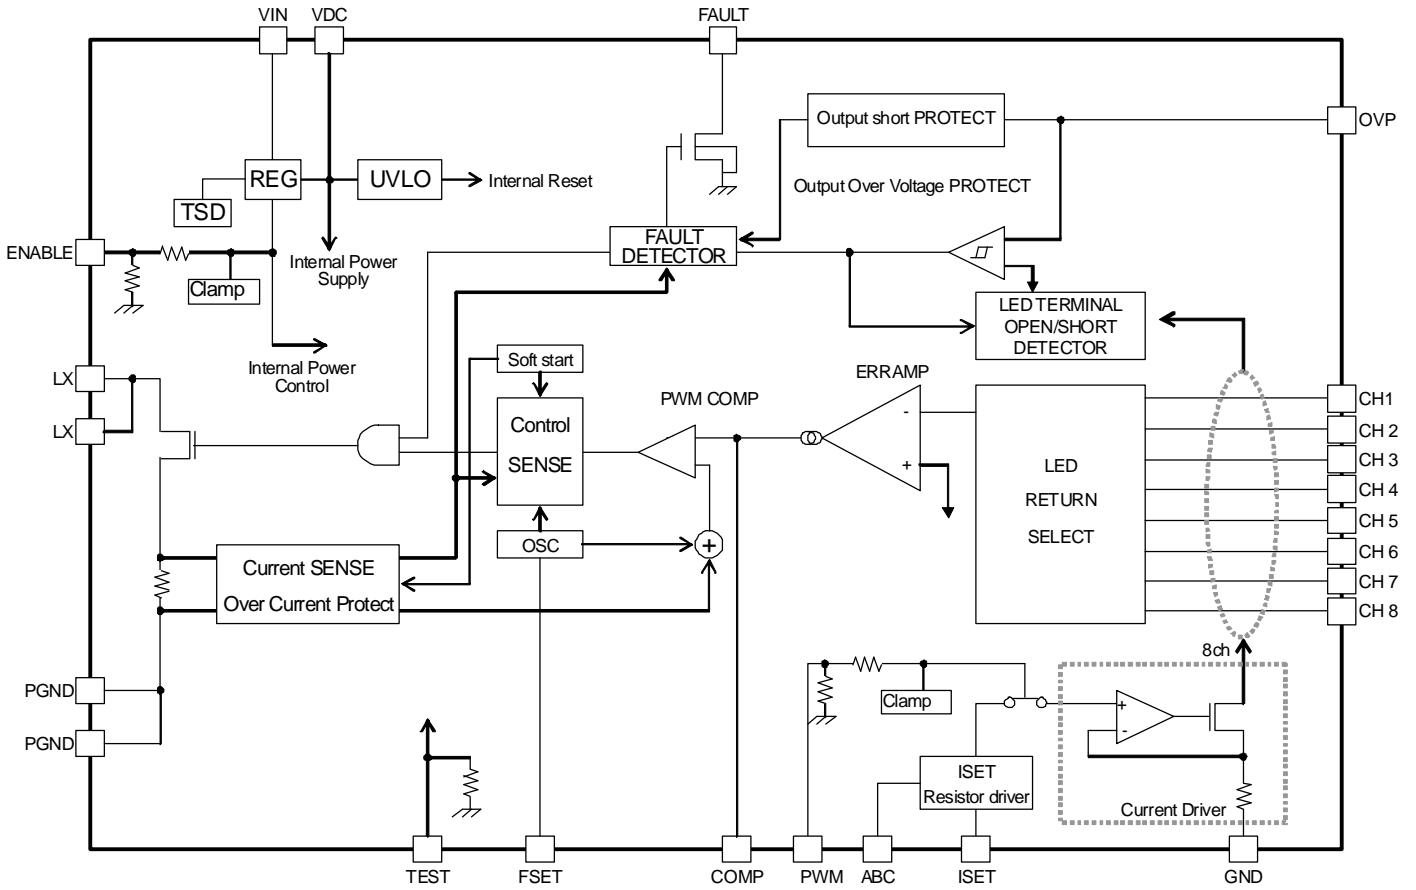 VIN
VDC
FAULT
Output short PROTECT
OVP
REG
UVLO
Internal Reset
Output Over Voltage PROTECT
TSD
FAULT
DETECTOR
ENABLE
Internal Power
Supply
Clamp
LED TERMINAL
OPEN/SHORT
DETECTOR
Soft start
Internal Power
Control
ERRAMP
LX
PWM COMP
-
CH1
Control
CH 2
LX
SENSE
+
LED
CH 3
RETURN
CH 4
SELECT
CH 5
OSC
+
CH 6
Current SENSE
CH 7
Over Current Protect
CH 8
8ch
PGND
Clamp
+
-
PGND
ISET
Resistor driver
Current Driver
TEST
FSET
COMP
PWM
ABC
ISET
GND